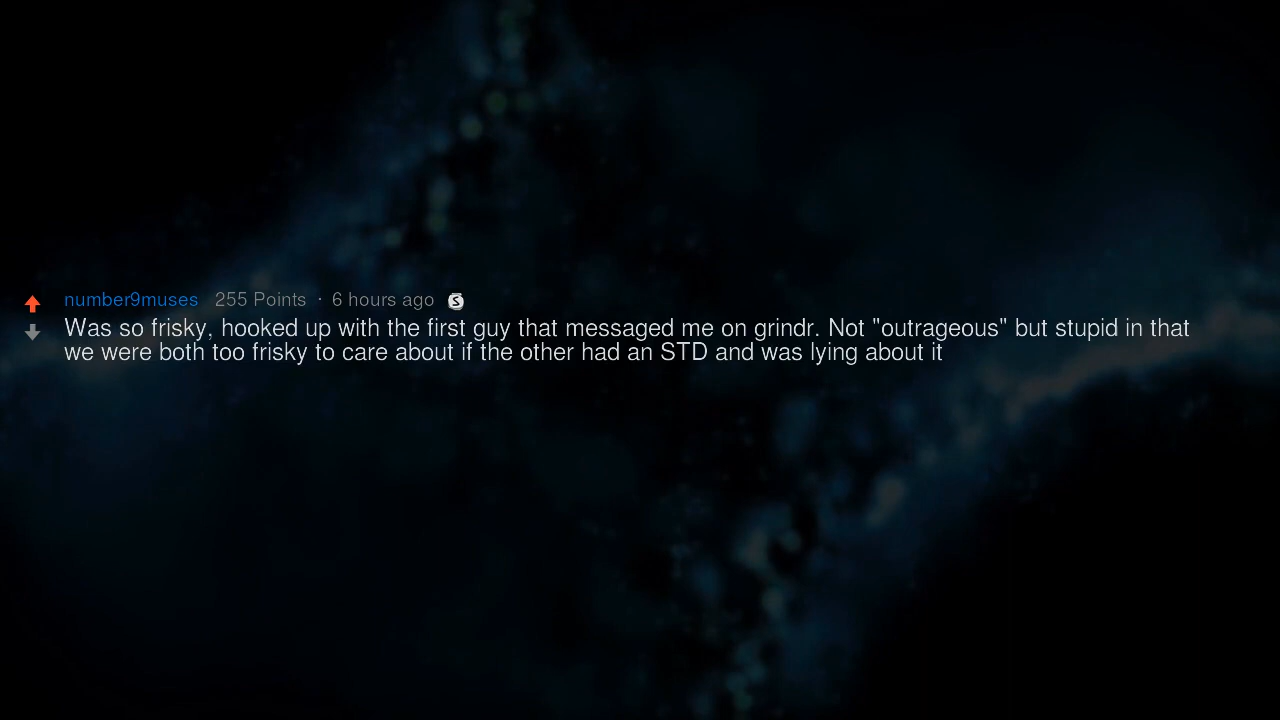 number9muses 255 Points · 6 hours ago S
Was so frisky, hooked up with the first guy that messaged me on grindr. Not "outrageous" but stupid in that
we were both too frisky to care about if the other had an STD and was lying about it